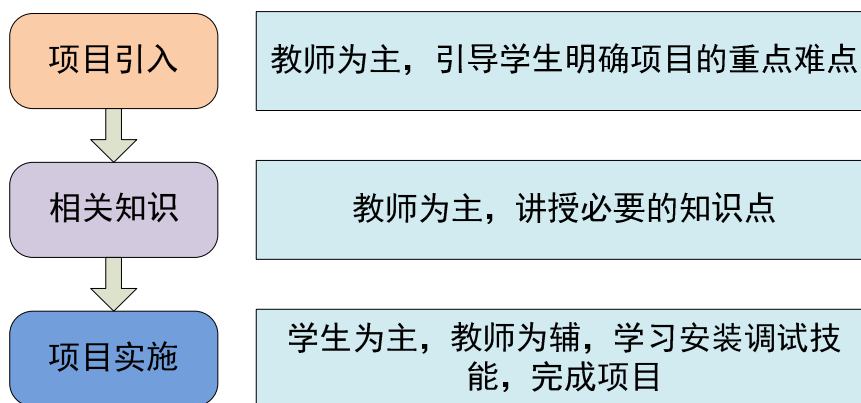 项目引入
教师为主，引导学生明确项目的重点难点
相关知识
教师为主，讲授必要的知识点
项目实施
学生为主，教师为辅，学习安装调试技
能，完成项目